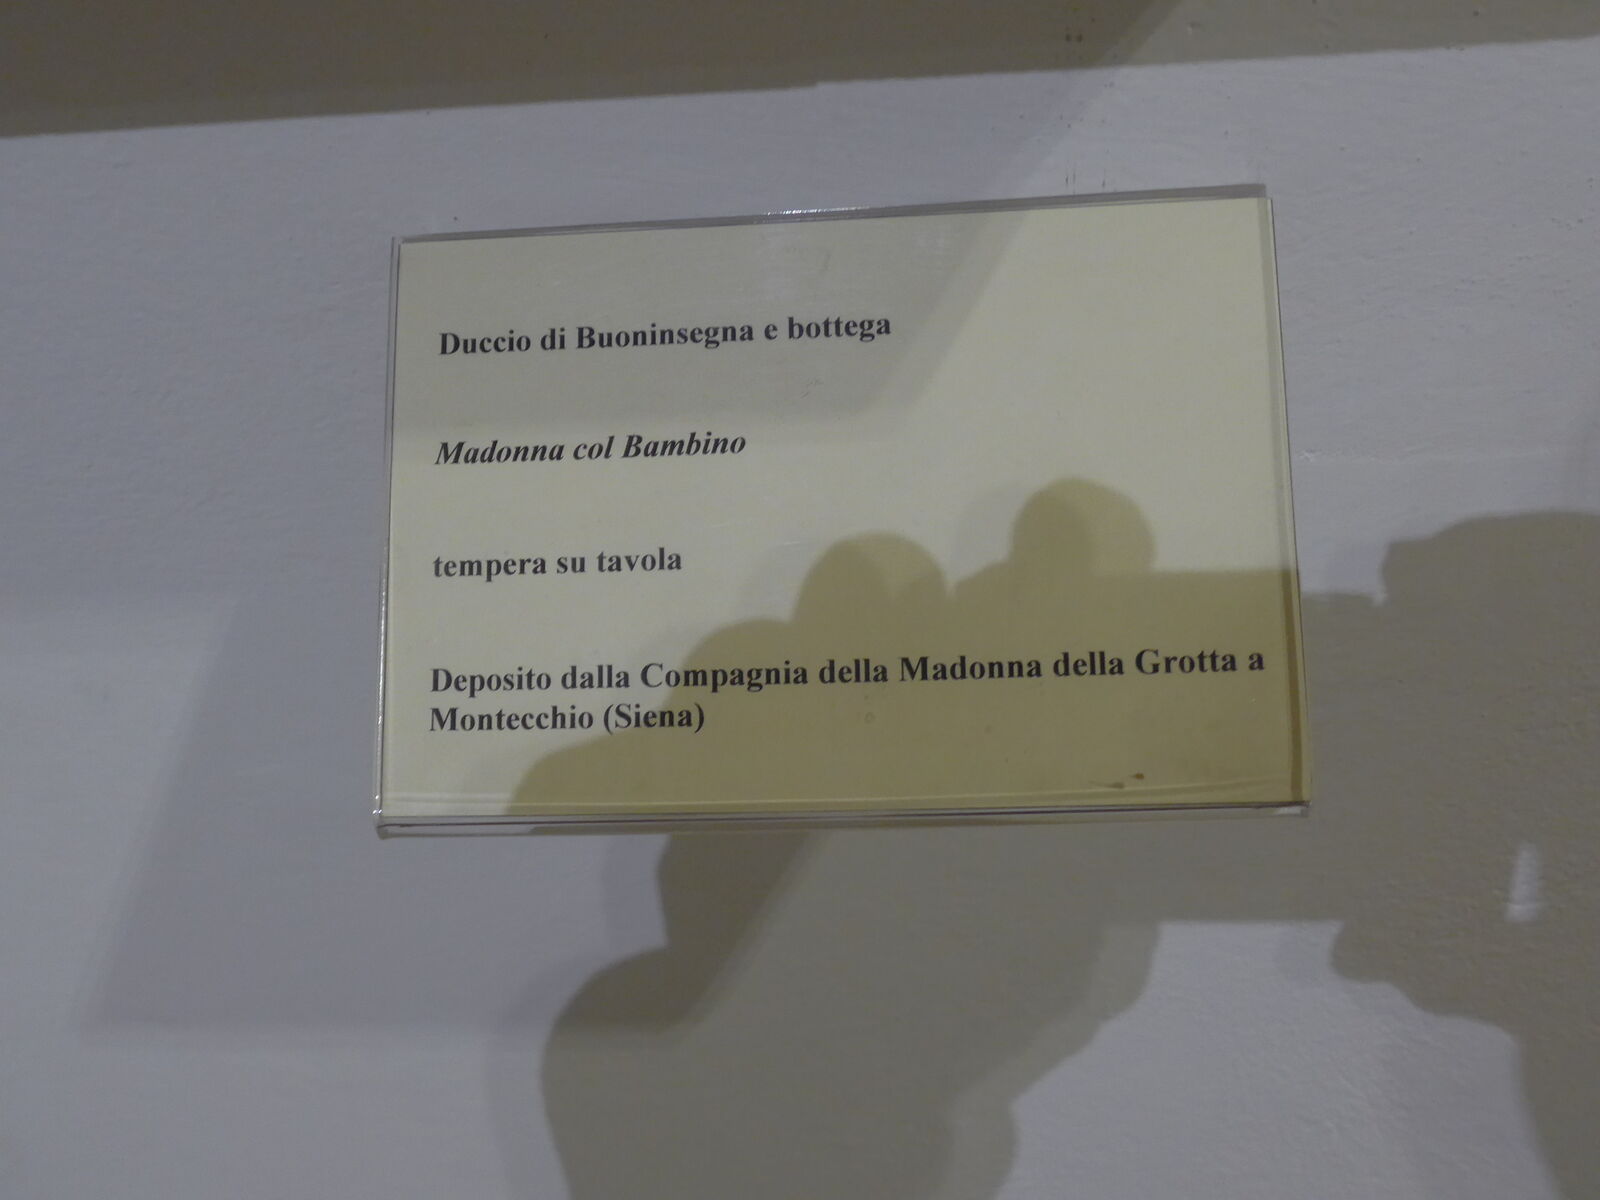 Duccio di Buoninsegna e bottega
Madonna col Bambino
tempera su tavola
Deposito dalla Compagnia della Madonna della Grotta a
Montecchio (Siena)